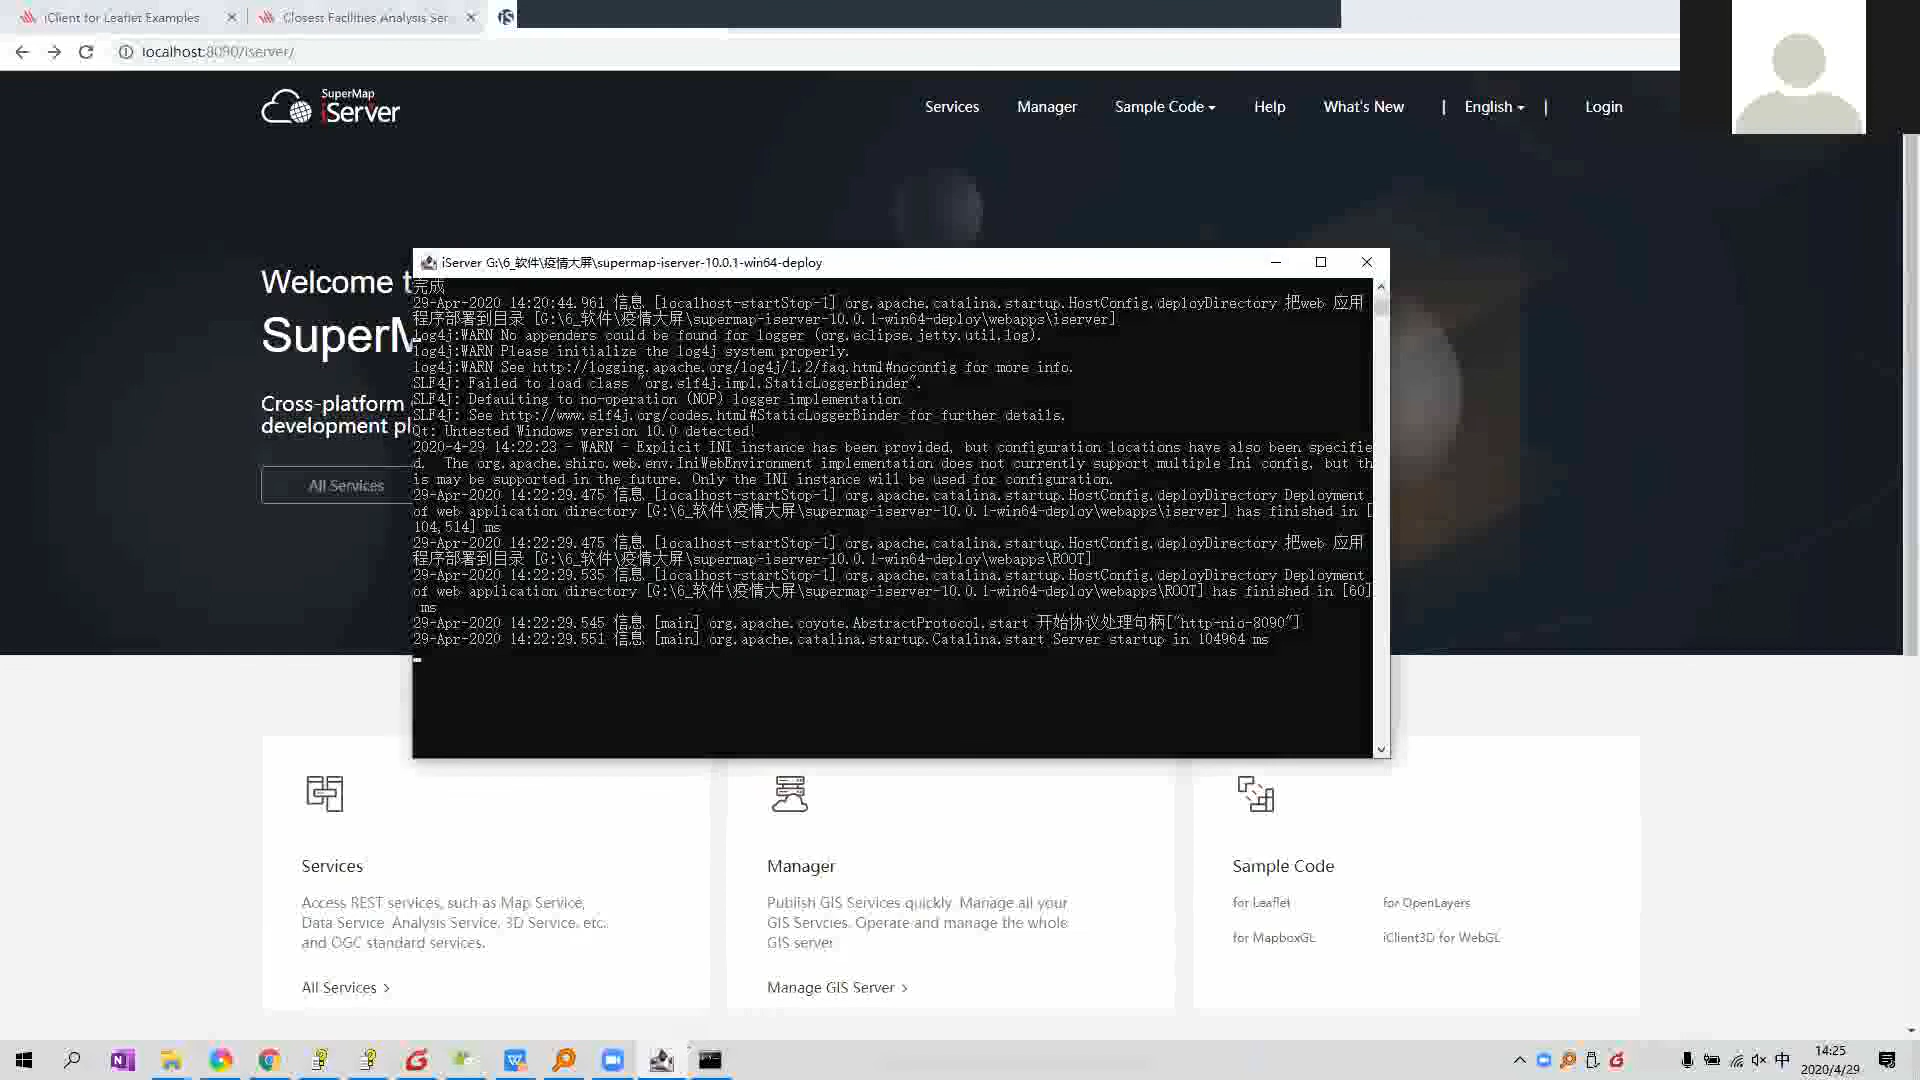 iClient for Leaflet Examples
Closest Facilities Analysis Ser
localhost:8090/iserver/
SuperMap
iServer
Services
Manager
Sample Code
Help
What's New
|
English
|
Login
Welcome t
SuperM
Cross-platform
development pl
All Services
iServer G:\6_软件\疫情大屏\supermap-iserver-10.0.1-win64-deploy
完成
29-Apr-2020 14:20:44.961 信息 [localhost-startStop-1] org.apache.catalina.startup.HostConfig.deployDirectory 把web 应用
程序部署到目录 [G:\6_软件\疫情大屏\supermap-iserver-10.0.1-win64-deploy\webapps\iserver]
log4j:WARN No appenders could be found for logger (org.eclipse.jetty.util.log).
log4j:WARN Please initialize the log4j system properly.
log4j:WARN See http://logging.apache.org/log4j/1.2/faq.html#noconfig for more info.
SLF4J: Failed to load class "org.slf4j.impl.StaticLoggerBinder".
SLF4J: Defaulting to no-operation (NOP) logger implementation
SLF4J: See http://www.slf4j.org/codes.html#StaticLoggerBinder for further details.
Qt: Untested Windows version 10.0 detected!
2020-4-29 14:22:23 - WARN - Explicit INI instance has been provided, but configuration locations have also been specifie
d.  The org.apache.shiro.web.env.IniWebEnvironment implementation does not currently support multiple Ini config, but th
is may be supported in the future. Only the INI instance will be used for configuration.
29-Apr-2020 14:22:29.475 信息 [localhost-startStop-1] org.apache.catalina.startup.HostConfig.deployDirectory Deployment
of web application directory [G:\6_软件\疫情大屏\supermap-iserver-10.0.1-win64-deploy\webapps\iserver] has finished in [
104,514] ms
29-Apr-2020 14:22:29.475 信息 [localhost-startStop-1] org.apache.catalina.startup.HostConfig.deployDirectory 把web 应用
程序部署到目录 [G:\6_软件\疫情大屏\supermap-iserver-10.0.1-win64-deploy\webapps\ROOT]
29-Apr-2020 14:22:29.535 信息 [localhost-startStop-1] org.apache.catalina.startup.HostConfig.deployDirectory Deployment
of web application directory [G:\6_软件\疫情大屏\supermap-iserver-10.0.1-win64-deploy\webapps\ROOT] has finished in [60]
ms
29-Apr-2020 14:22:29.545 信息 [main] org.apache.coyote.AbstractProtocol.start 开始协议处理句柄["http-nio-8090"]
29-Apr-2020 14:22:29.551 信息 [main] org.apache.catalina.startup.Catalina.start Server startup in 104964 ms
Services
Access REST services, such as Map Service,
Data Service, Analysis Service, 3D Service, etc.
and OGC standard services.
All Services >
Manager
Publish GIS Services quickly. Manage all your
GIS Servcies. Operate and manage the whole
GIS server
Manage GIS Server >
Sample Code
for Leaflet
for OpenLayers
for MapboxGL
iClient3D for WebGL
中
14:25
2020/4/29